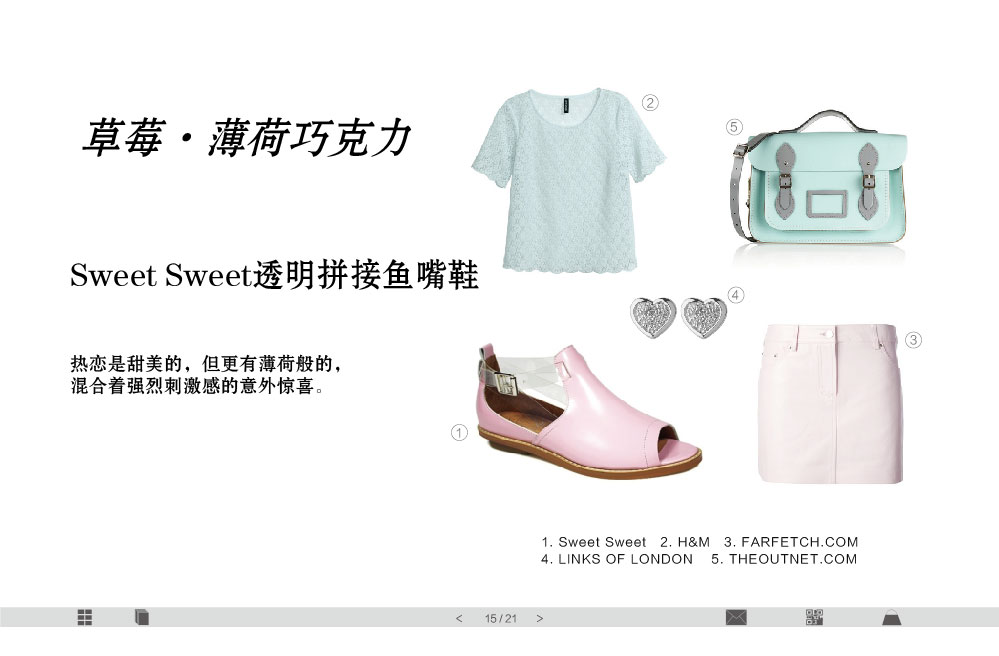 草莓·薄荷巧克力
②
⑤
Sweet Sweet透明拼接鱼嘴鞋
④
③
热恋是甜美的，但更有薄荷般的，
混合着强烈刺激感的意外惊喜。
①
1. Sweet Sweet 2. H&M 3. FARFETCH.COM
4. LINKS OF LONDON 5. THEOUTNET.COM
< 15/21 >